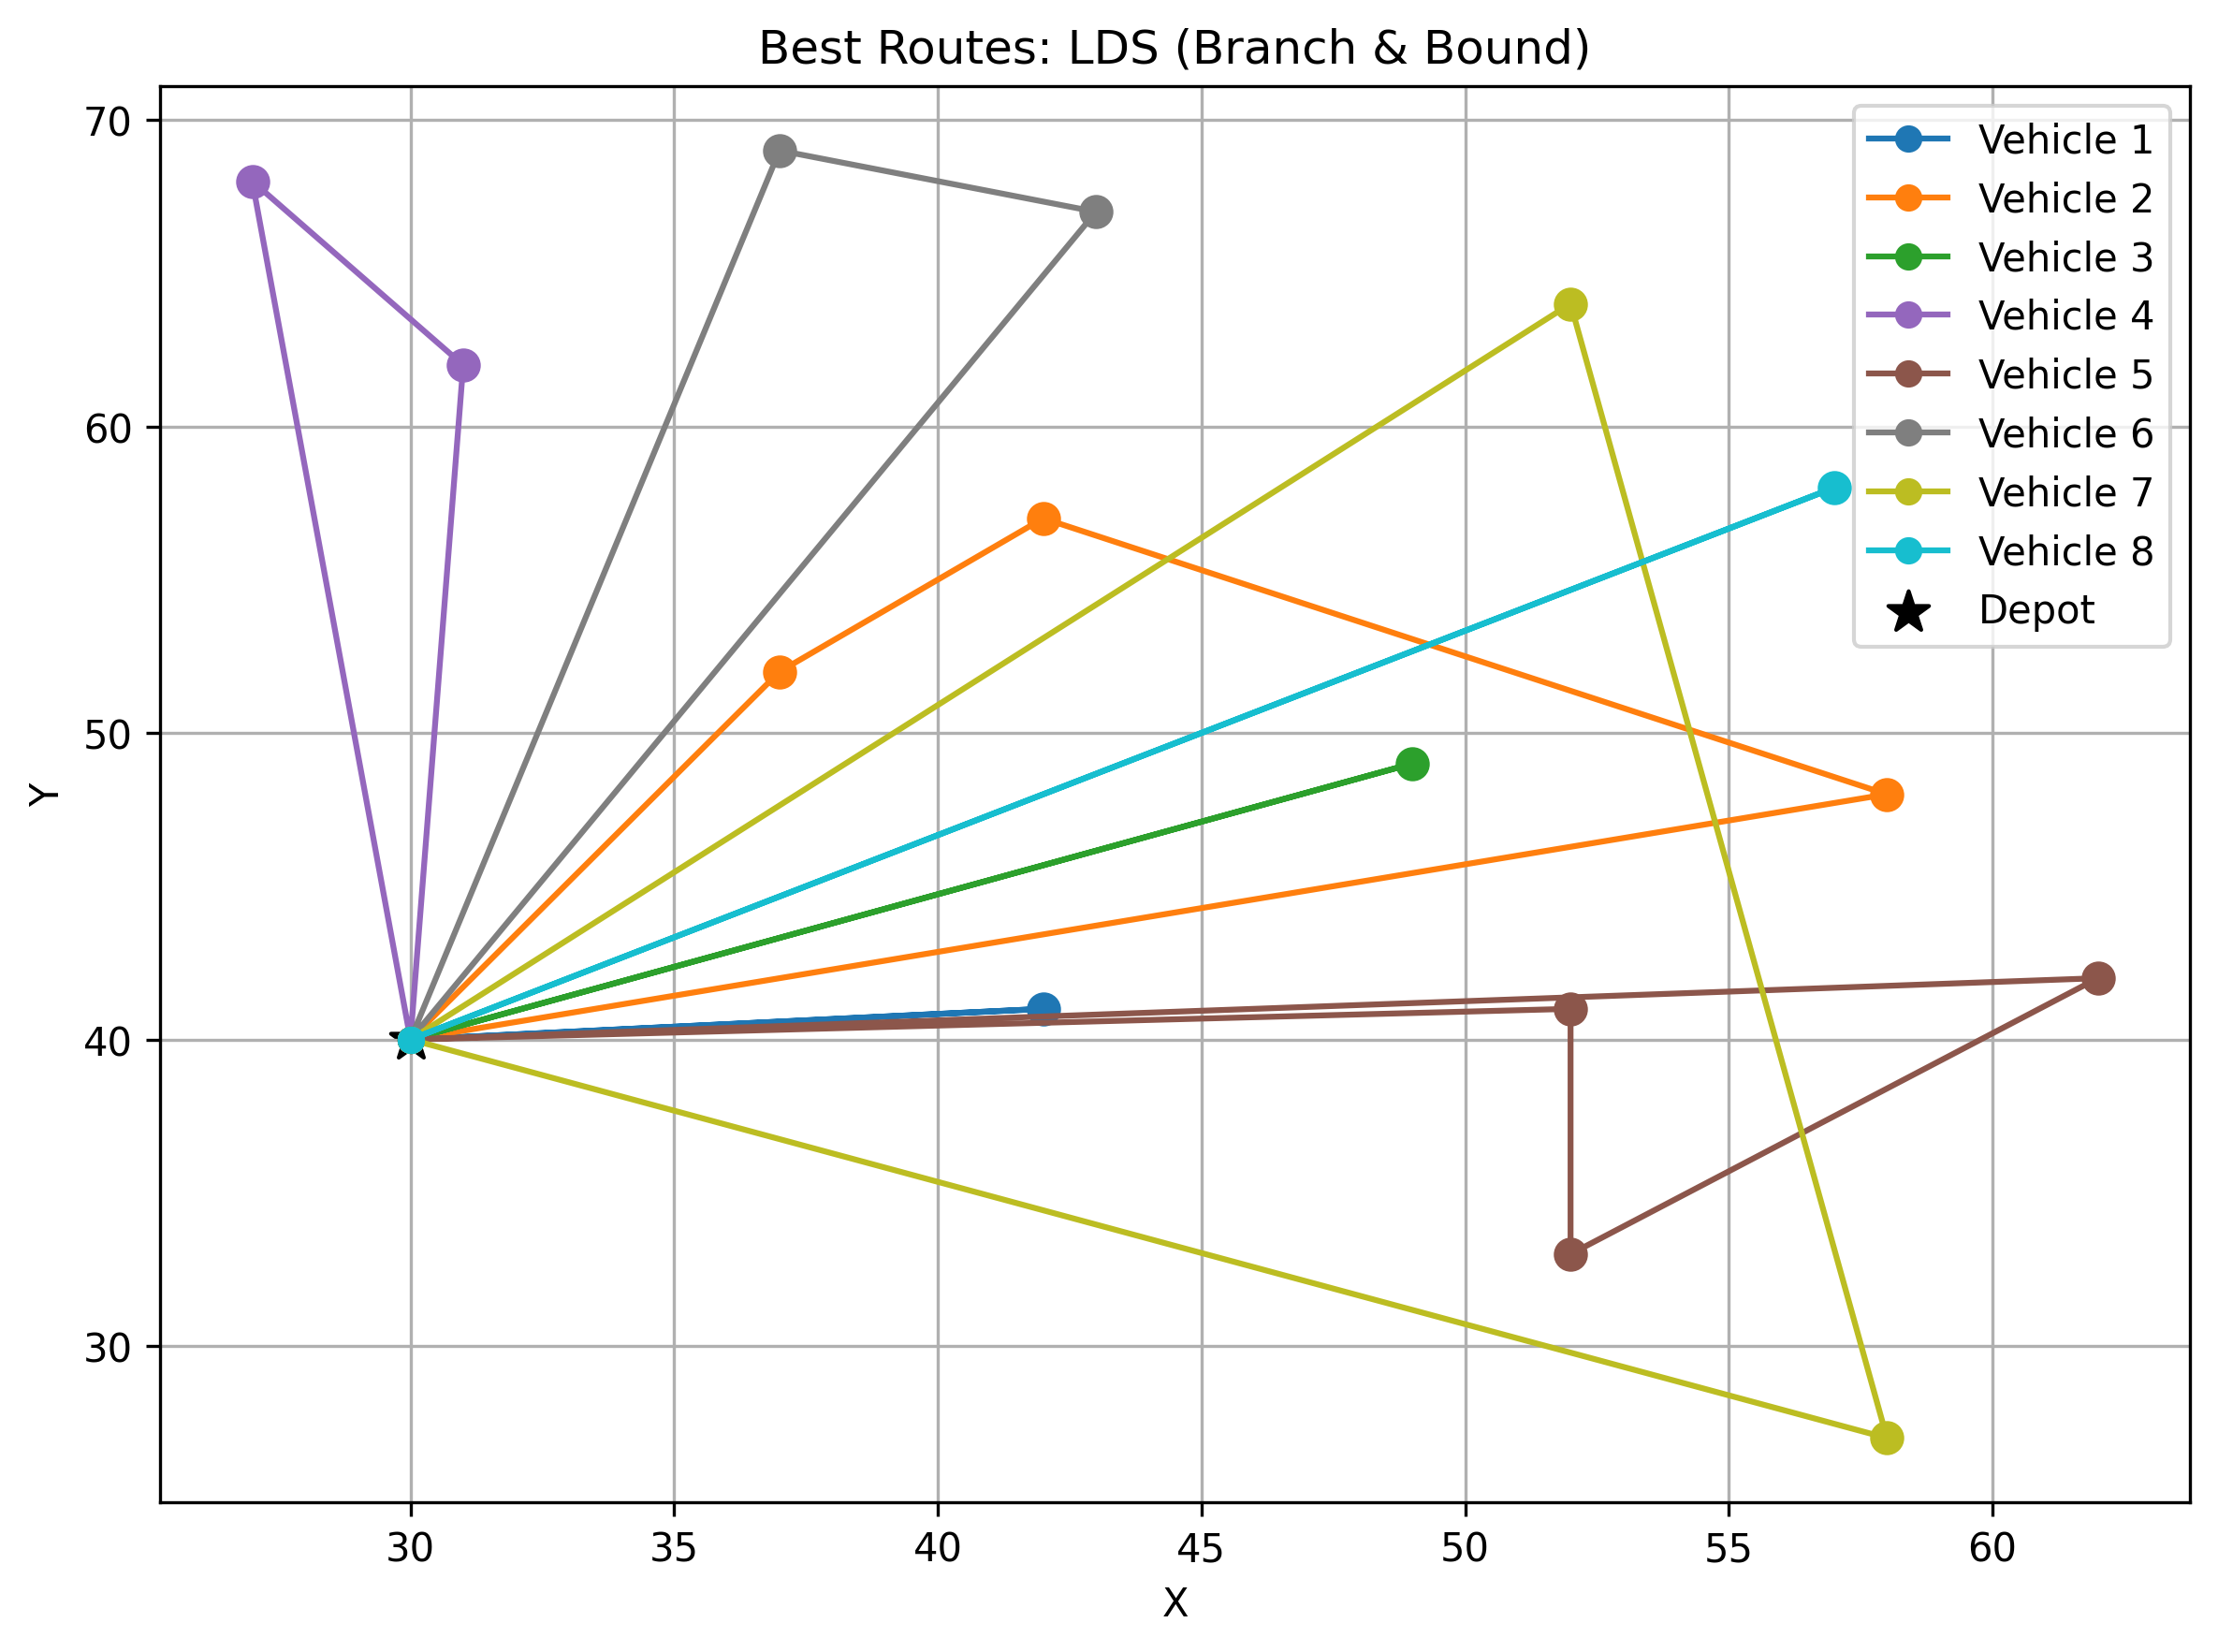 Best Routes: LDS (Branch & Bound)
70
60
50
40
30
Y
Vehicle 1
Vehicle 2
Vehicle 3
Vehicle 4
Vehicle 5
Vehicle 6
Vehicle 7
Vehicle 8
Depot
30
35
40
45
50
55
60
X